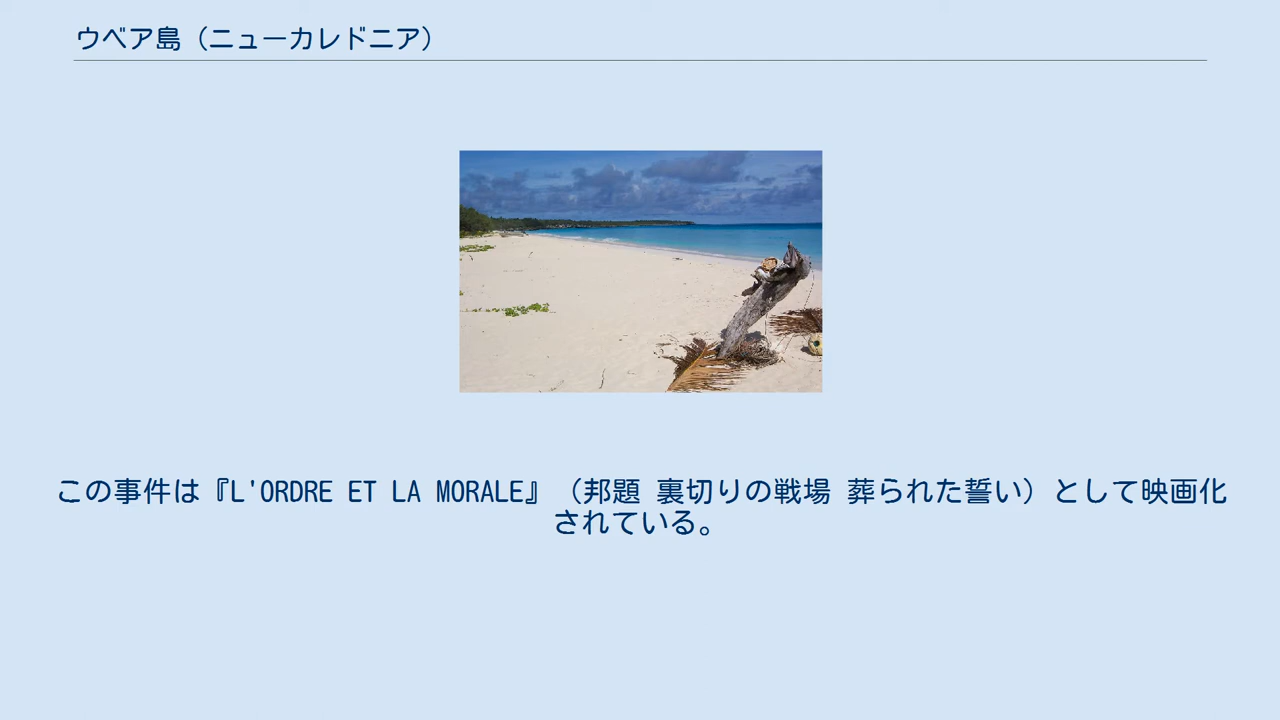 ウベア島（ニューカレドニア）
この事件は『L'ORDRE ET LA MORALE』（邦題 裏切りの戦場 葬られた誓い）として映画化
されている。